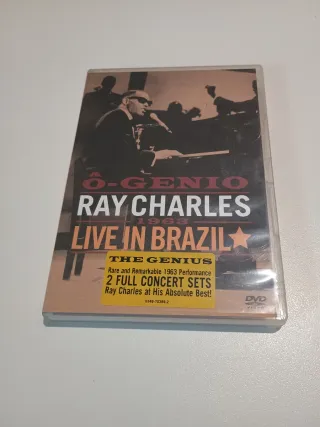 Ô-GENIO
RAY CHARLES
1963
LIVE IN BRAZIL
THE GENIUS
Rare and Remarkable 1963 Performance
2 FULL CONCERT SETS
Ray Charles at His Absolute Best!
DVD